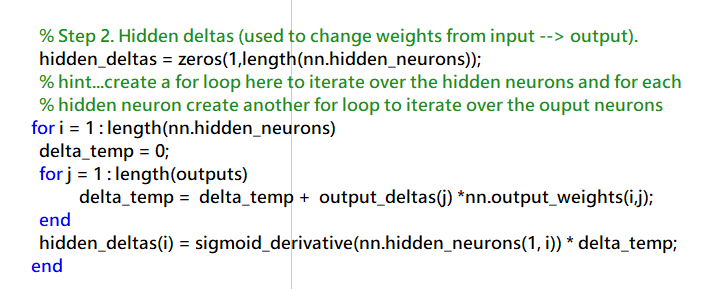 % Step 2. Hidden deltas (used to change weights from input --> output).
hidden_deltas = zeros(1,length(nn.hidden_neurons));
% hint...create a for loop here to iterate over the hidden neurons and for each
% hidden neuron create another for loop to iterate over the ouput neurons
for i = 1 : length(nn.hidden_neurons)
delta_temp = 0;
for j = 1 : length(outputs)
delta_temp = delta_temp + output_deltas(j) *nn.output_weights(i,j);
end
hidden_deltas(i) = sigmoid_derivative(nn.hidden_neurons(1, i)) * delta_temp;
end